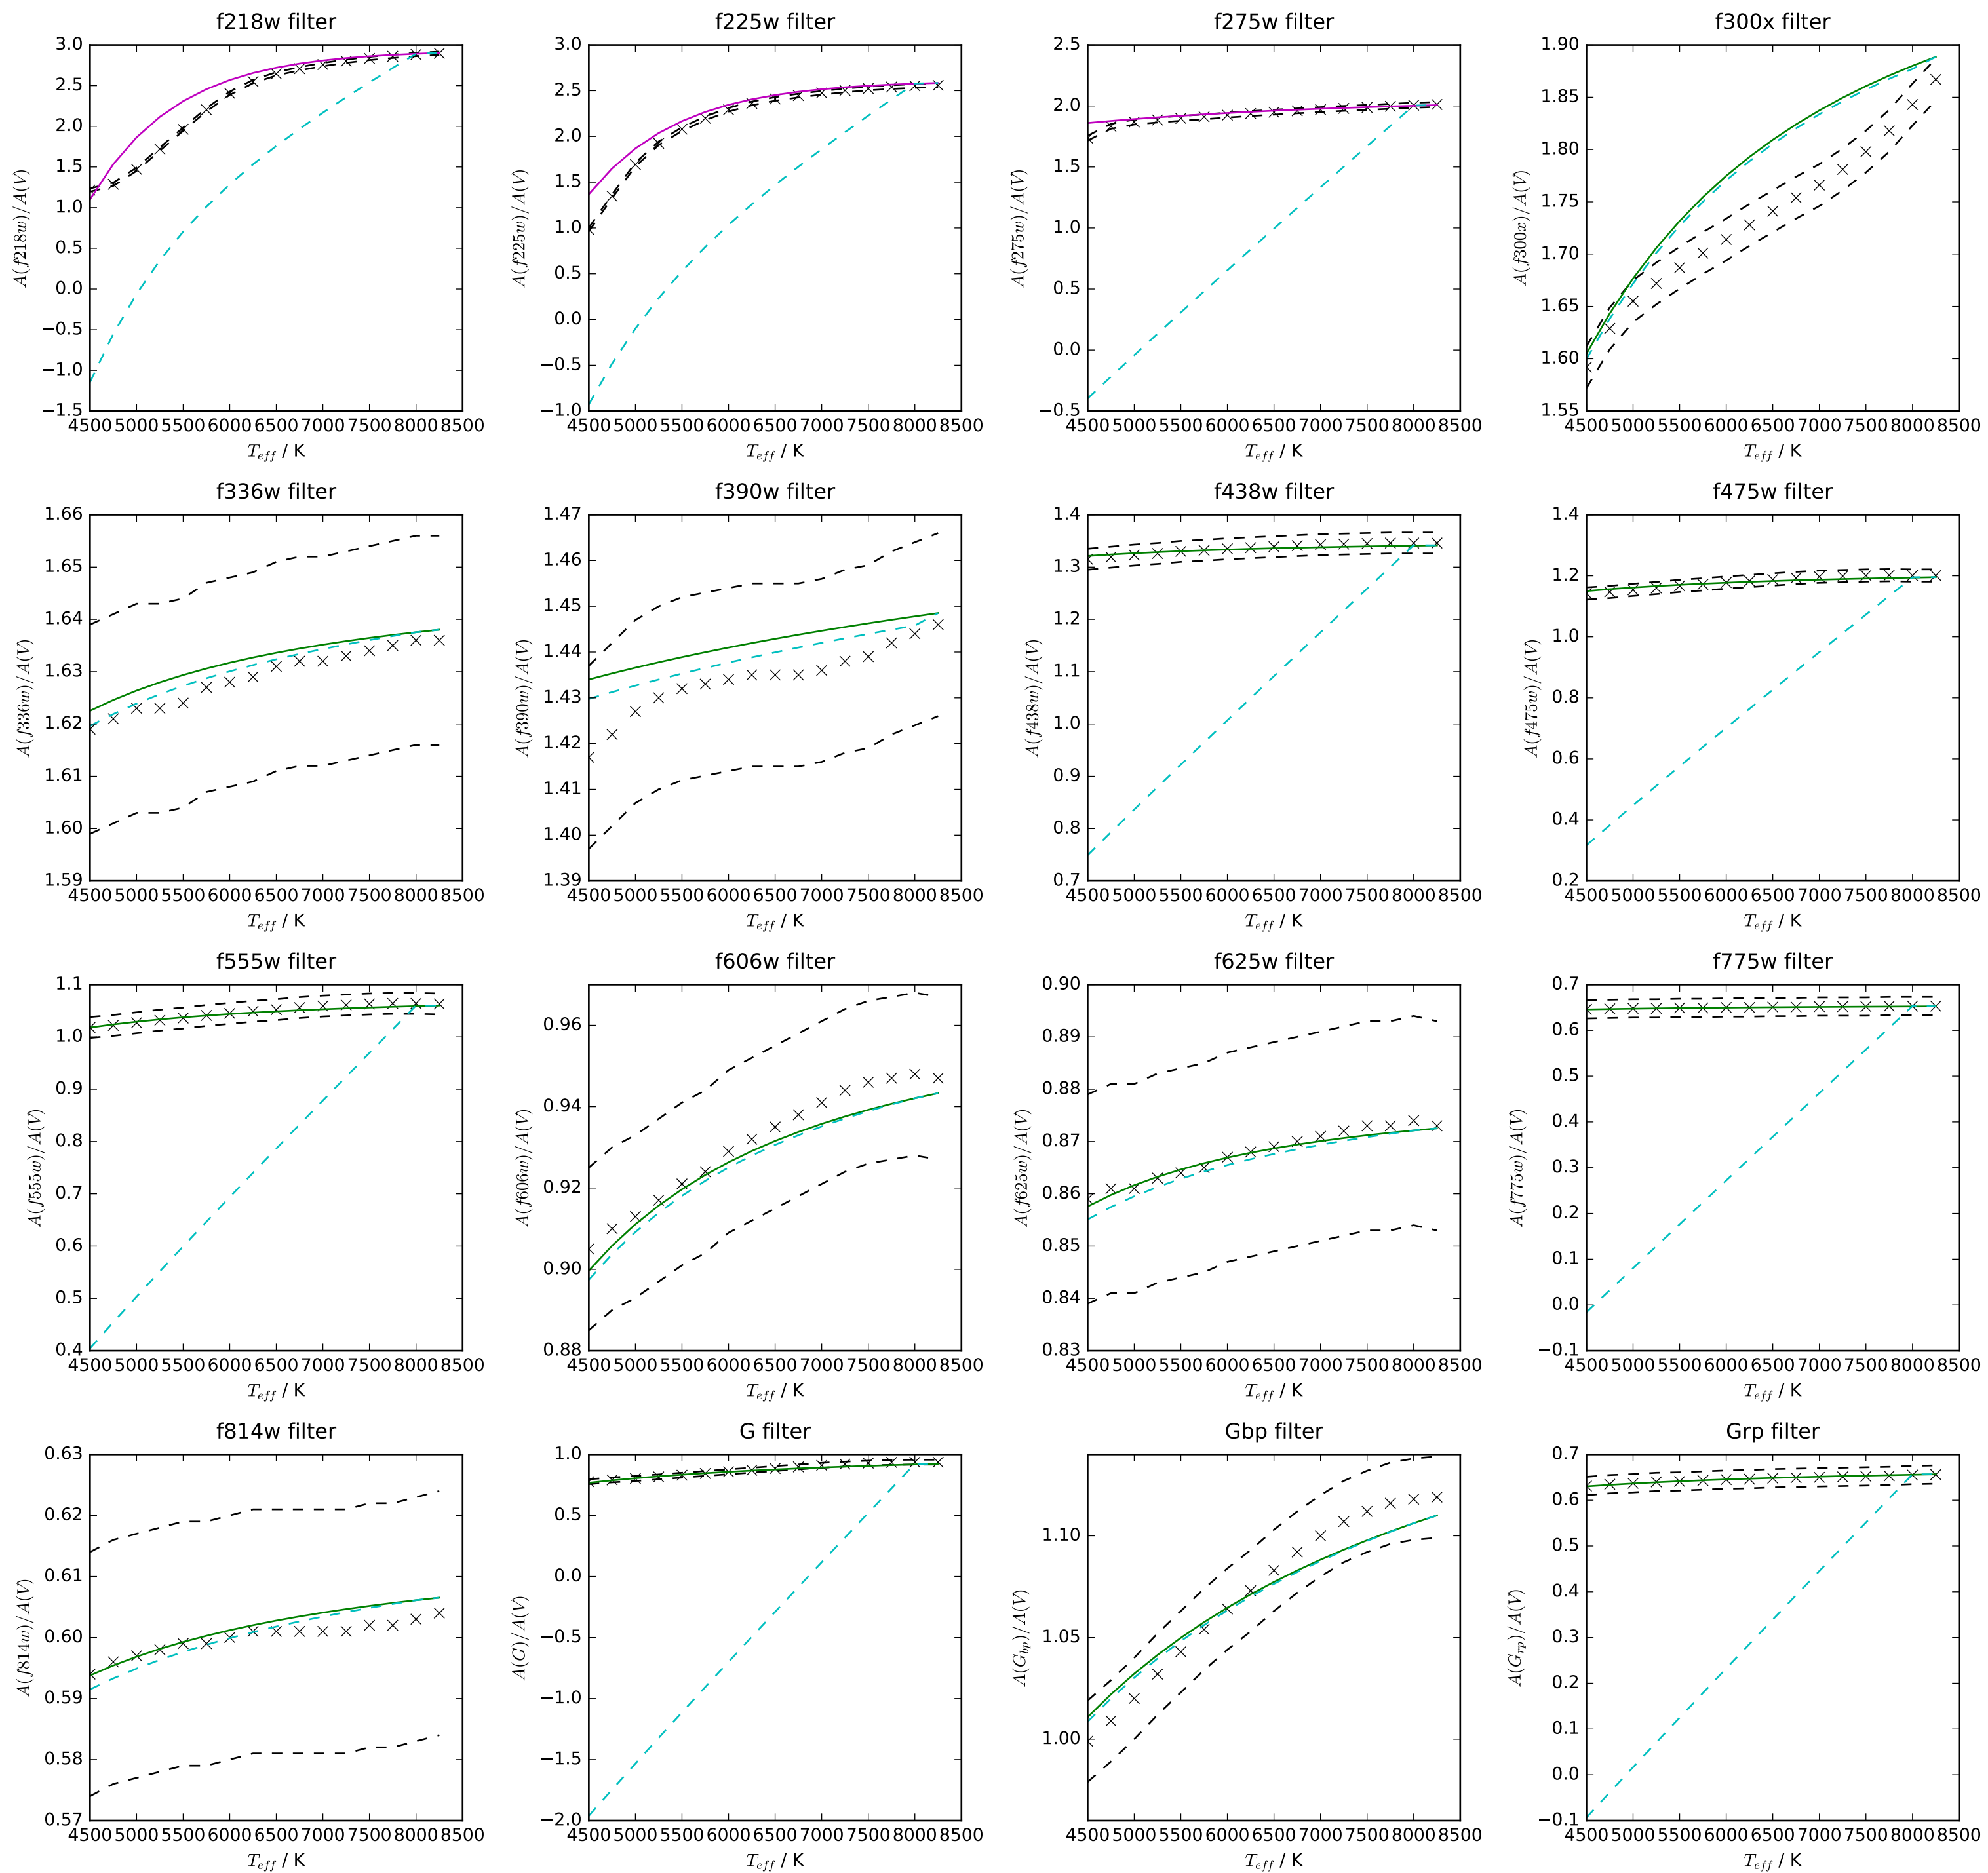 f218w filter
3.0
2.5
2.0
1.5
1.0
0.5
0.0
−0.5
−1.0
−1.5
A(f218w)/A(V)
4500 5000 5500 6000 6500 7000 7500 8000 8500
T_eff / K
f225w filter
3.0
2.5
2.0
1.5
1.0
0.5
0.0
−0.5
−1.0
A(f225w)/A(V)
4500 5000 5500 6000 6500 7000 7500 8000 8500
T_eff / K
f275w filter
2.5
2.0
1.5
1.0
0.5
0.0
−0.5
A(f275w)/A(V)
4500 5000 5500 6000 6500 7000 7500 8000 8500
T_eff / K
f300x filter
1.90
1.85
1.80
1.75
1.70
1.65
1.60
1.55
A(f300x)/A(V)
4500 5000 5500 6000 6500 7000 7500 8000 8500
T_eff / K
f336w filter
1.66
1.65
1.64
1.63
1.62
1.61
1.60
1.59
A(f336w)/A(V)
4500 5000 5500 6000 6500 7000 7500 8000 8500
T_eff / K
f390w filter
1.47
1.46
1.45
1.44
1.43
1.42
1.41
1.40
1.39
A(f390w)/A(V)
4500 5000 5500 6000 6500 7000 7500 8000 8500
T_eff / K
f438w filter
1.4
1.3
1.2
1.1
1.0
0.9
0.8
0.7
A(f438w)/A(V)
4500 5000 5500 6000 6500 7000 7500 8000 8500
T_eff / K
f475w filter
1.4
1.2
1.0
0.8
0.6
0.4
0.2
A(f475w)/A(V)
4500 5000 5500 6000 6500 7000 7500 8000 8500
T_eff / K
f555w filter
1.1
1.0
0.9
0.8
0.7
0.6
0.5
0.4
A(f555w)/A(V)
4500 5000 5500 6000 6500 7000 7500 8000 8500
T_eff / K
f606w filter
0.96
0.94
0.92
0.90
0.88
A(f606w)/A(V)
4500 5000 5500 6000 6500 7000 7500 8000 8500
T_eff / K
f625w filter
0.90
0.89
0.88
0.87
0.86
0.85
0.84
0.83
A(f625w)/A(V)
4500 5000 5500 6000 6500 7000 7500 8000 8500
T_eff / K
f775w filter
0.7
0.6
0.5
0.4
0.3
0.2
0.1
0.0
−0.1
A(f775w)/A(V)
4500 5000 5500 6000 6500 7000 7500 8000 8500
T_eff / K
f814w filter
0.63
0.62
0.61
0.60
0.59
0.58
0.57
A(f814w)/A(V)
4500 5000 5500 6000 6500 7000 7500 8000 8500
T_eff / K
G filter
1.0
0.5
0.0
−0.5
−1.0
−1.5
−2.0
A(G)/A(V)
4500 5000 5500 6000 6500 7000 7500 8000 8500
T_eff / K
Gbp filter
1.10
1.05
1.00
A(G_bp)/A(V)
4500 5000 5500 6000 6500 7000 7500 8000 8500
T_eff / K
Grp filter
0.7
0.6
0.5
0.4
0.3
0.2
0.1
0.0
−0.1
A(G_rp)/A(V)
4500 5000 5500 6000 6500 7000 7500 8000 8500
T_eff / K